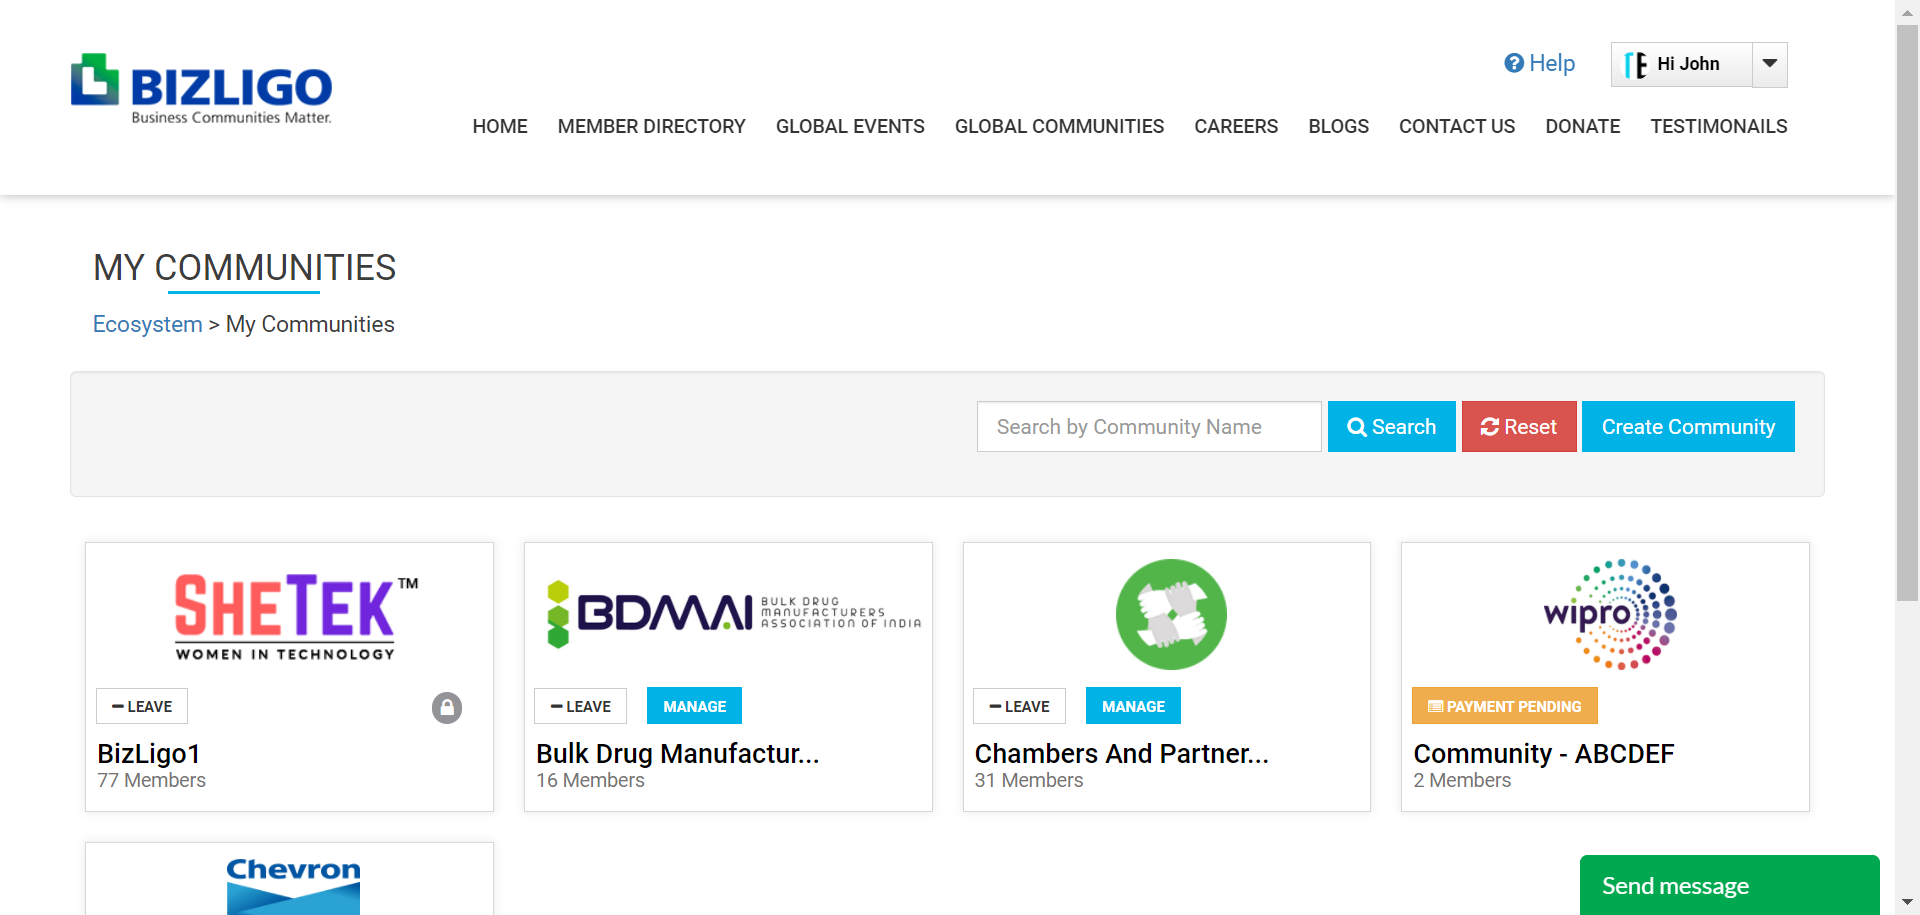 BIZLIGO
Business Communities Matter.
Help
Hi John
HOME MEMBER DIRECTORY GLOBAL EVENTS GLOBAL COMMUNITIES CAREERS BLOGS CONTACT US DONATE TESTIMONAILS
MY COMMUNITIES
Ecosystem > My Communities
Search by Community Name Search Reset Create Community
SHETEK™
WOMEN IN TECHNOLOGY
LEAVE
BizLigo1
77 Members
BDMAI
BULK DRUG
MANUFACTURERS
ASSOCIATION OF INDIA
LEAVE MANAGE
Bulk Drug Manufactur...
16 Members
LEAVE MANAGE
Chambers And Partner...
31 Members
wipro
PAYMENT PENDING
Community - ABCDEF
2 Members
Chevron
Send message